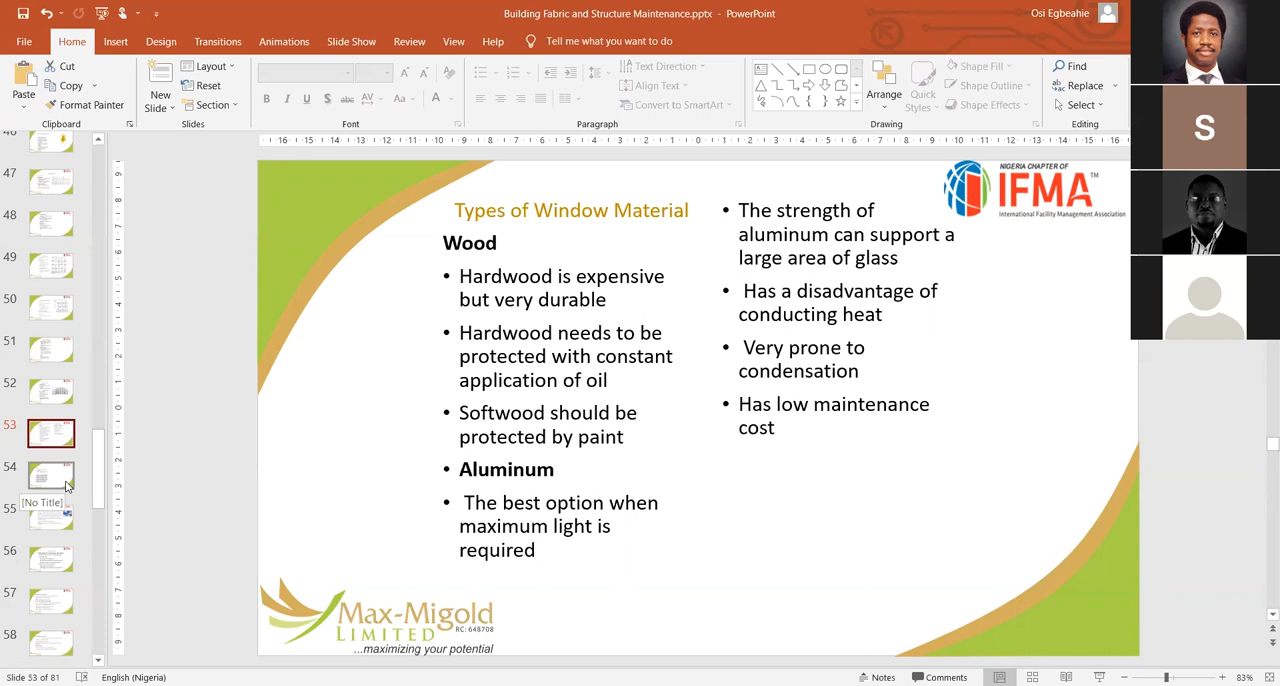 Building Fabric and Structure Maintenance.pptx - PowerPoint
Osi Egbeahie
File Home Insert Design Transitions Animations Slide Show Review View Help Tell me what you want to do
Paste
Cut
Copy
Format Painter
Clipboard
New
Slide
Layout
Reset
Section
Slides
B I U S abc AV Aa A
Font
Text Direction
Align Text
Convert to SmartArt
Paragraph
Arrange
Quick
Styles
Shape Fill
Shape Outline
Shape Effects
Drawing
Find
Replace
Select
Editing
S
47
48
49
50
51
52
53
54
[No Title]
55
56
57
58
NIGERIA CHAPTER OF
IFMA™
International Facility Management Association
Types of Window Material
Wood
• Hardwood is expensive
but very durable
• Hardwood needs to be
protected with constant
application of oil
• Softwood should be
protected by paint
• Aluminum
• The best option when
maximum light is
required
• The strength of
aluminum can support a
large area of glass
• Has a disadvantage of
conducting heat
• Very prone to
condensation
• Has low maintenance
cost
Max-Migold
LIMITED RC: 648708
...maximizing your potential
Slide 53 of 81 English (Nigeria) Notes Comments 83%